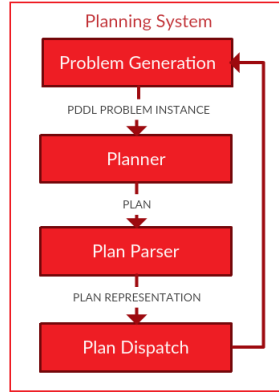 Planning System
Problem Generation
PDDL PROBLEM INSTANCE
Planner
PLAN
Plan Parser
PLAN REPRESENTATION
Plan Dispatch